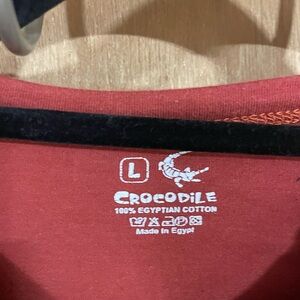 L
CROCODiLE
100% EGYPTIAN COTTON
Made In Egypt